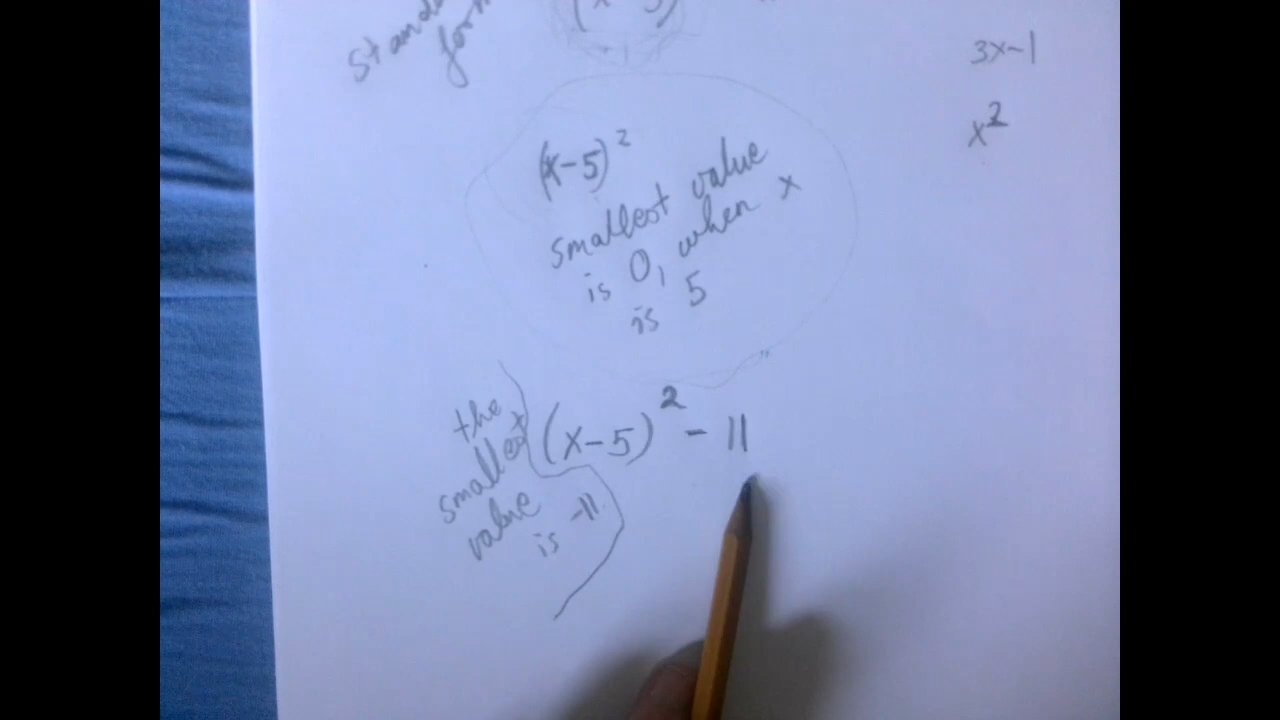 3x-1
x²
(x-5)²
smallest value
is 0, when x
is 5
(x-5)² - 11
the
smallest
value
is -11